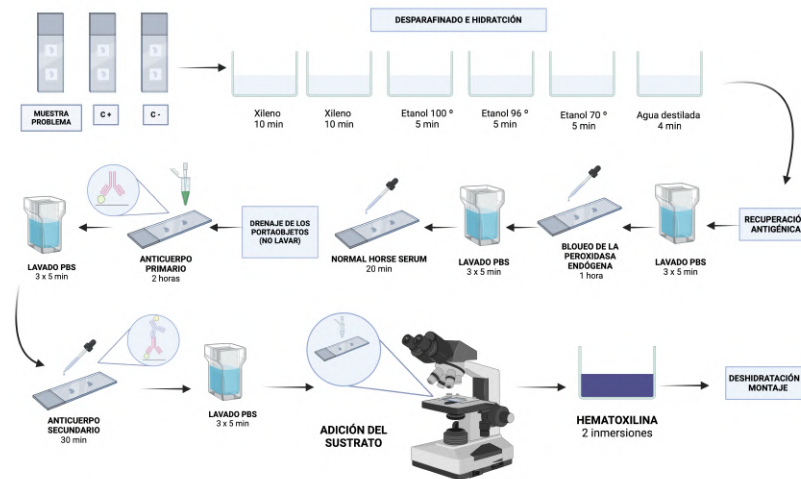 DESPARAFINADO E HIDRATCIÓN
MUESTRA
PROBLEMA
C +
C -
Xileno
10 min
Xileno
10 min
Etanol 100 º
5 min
Etanol 96 º
5 min
Etanol 70 º
5 min
Agua destilada
4 min
RECUPERACIÓ
ANTIGÉNICA
LAVADO PBS
3 x 5 min
BLOUEO DE LA
PEROXIDASA
ENDÓGENA
1 hora
LAVADO PBS
3 x 5 min
NORMAL HORSE SERUM
20 min
DRENAJE DE LOS
PORTAOBJETOS
(NO LAVAR)
ANTICUERPO
PRIMARIO
2 horas
LAVADO PBS
3 x 5 min
ANTICUERPO
SECUNDARIO
30 min
LAVADO PBS
3 x 5 min
ADICIÓN DEL
SUSTRATO
HEMATOXILINA
2 inmersiones
DESHIDRATACIÓN
MONTAJE